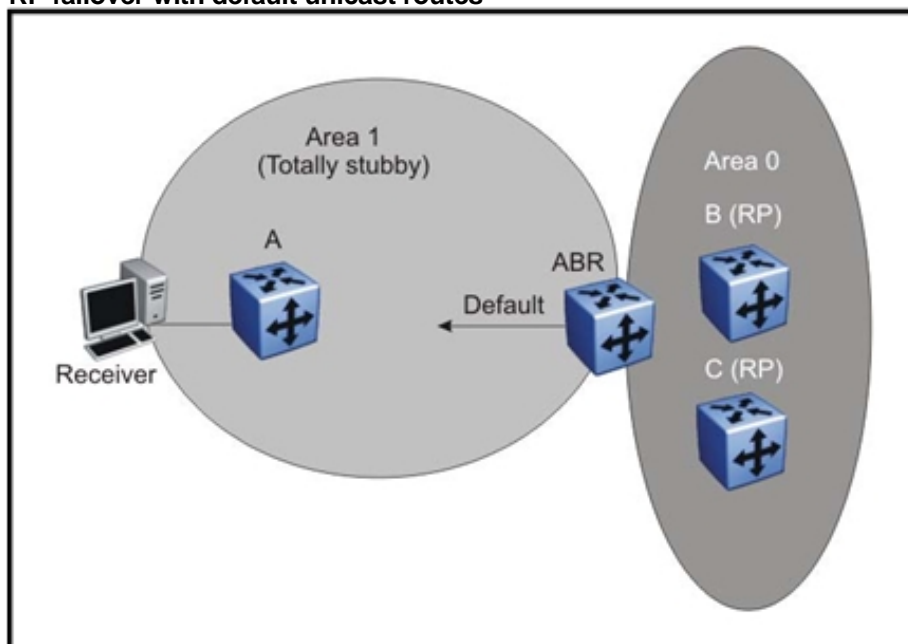 RP failover with default unicast routes
Area 1
(Totally stubby)
Area 0
B (RP)
A
ABR
Default
C (RP)
Receiver